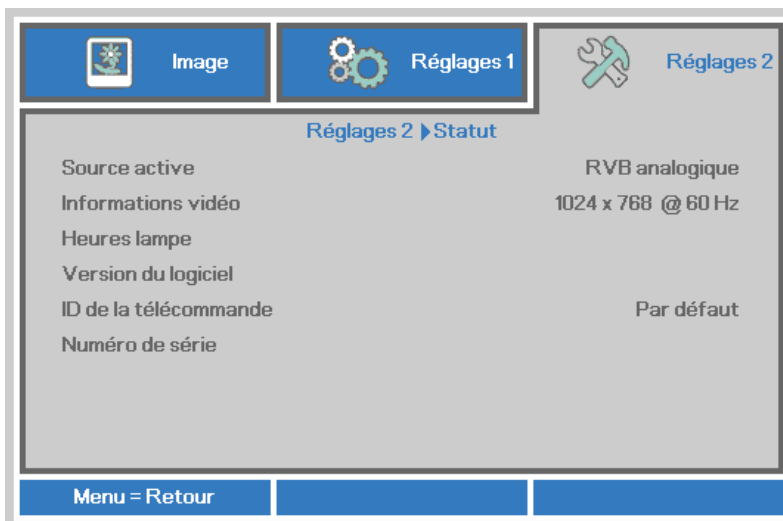 Image
Réglages 1
Réglages 2
Réglages 2 Statut
Source active RVB analogique
Informations vidéo 1024 x 768 @ 60 Hz
Heures lampe
Version du logiciel
ID de la télécommande Par défaut
Numéro de série
Menu = Retour